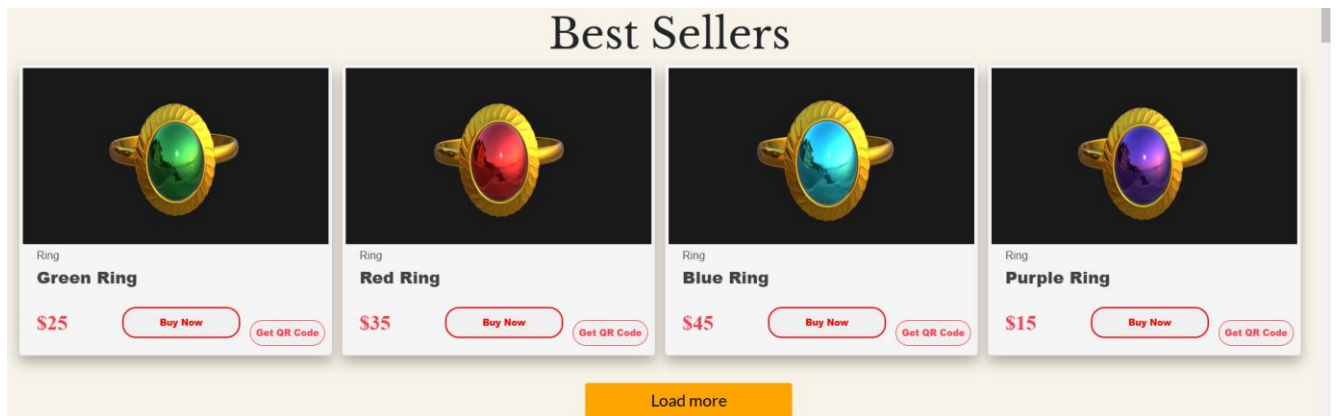 Best Sellers
Ring
Green Ring
$25
Buy Now
Get QR Code
Ring
Red Ring
$35
Buy Now
Get QR Code
Ring
Blue Ring
$45
Buy Now
Get QR Code
Ring
Purple Ring
$15
Buy Now
Get QR Code
Load more